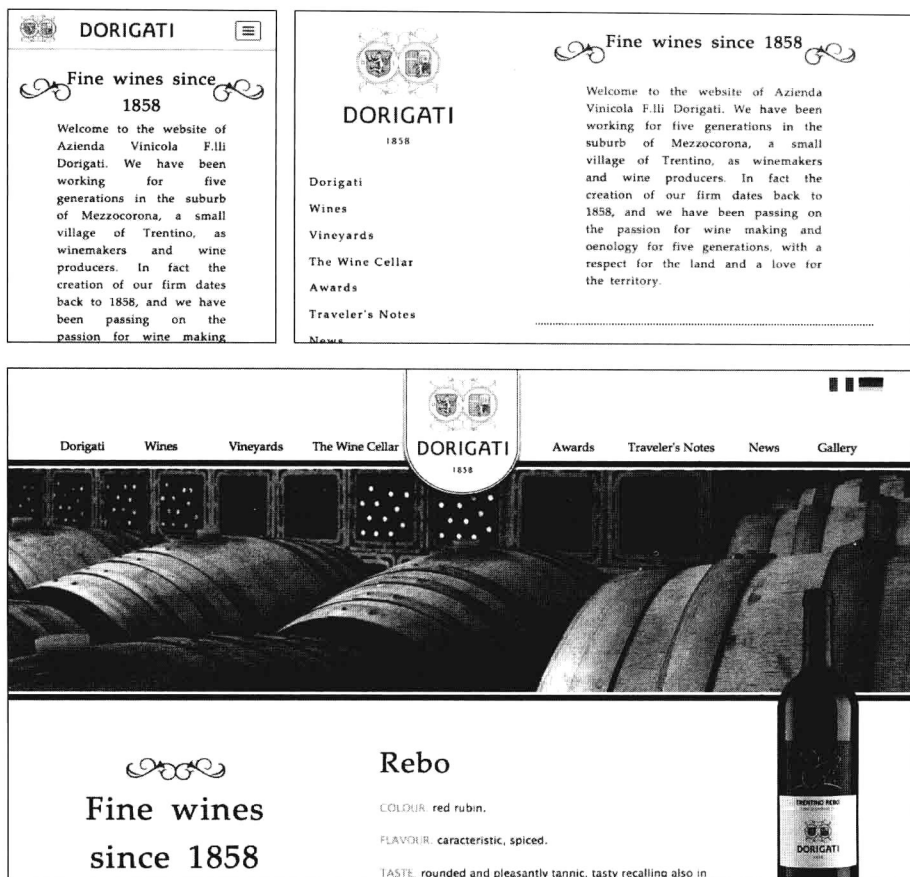 DORIGATI
Fine wines since
1858
Welcome to the website of
Azienda Vinicola F.lli
Dorigati. We have been
working for five
generations in the suburb
of Mezzocorona, a small
village of Trentino, as
winemakers and wine
producers. In fact the
creation of our firm dates
back to 1858, and we have
been passing on the
passion for wine making
DORIGATI
1858
Dorigati
Wines
Vineyards
The Wine Cellar
Awards
Traveler's Notes
News
Fine wines since 1858
Welcome to the website of Azienda
Vinicola F.lli Dorigati. We have been
working for five generations in the
suburb of Mezzocorona, a small
village of Trentino, as winemakers
and wine producers. In fact the
creation of our firm dates back to
1858, and we have been passing on
the passion for wine making and
oenology for five generations, with a
respect for the land and a love for
the territory.
Dorigati Wines Vineyards The Wine Cellar DORIGATI Awards Traveler's Notes News Gallery
1858
Fine wines
since 1858
Rebo
COLOUR: red rubin.
FLAVOUR: caracteristic, spiced.
TASTE: rounded and pleasantly tannic, tasty recalling also in
TRENTINO REBO
DORIGATI